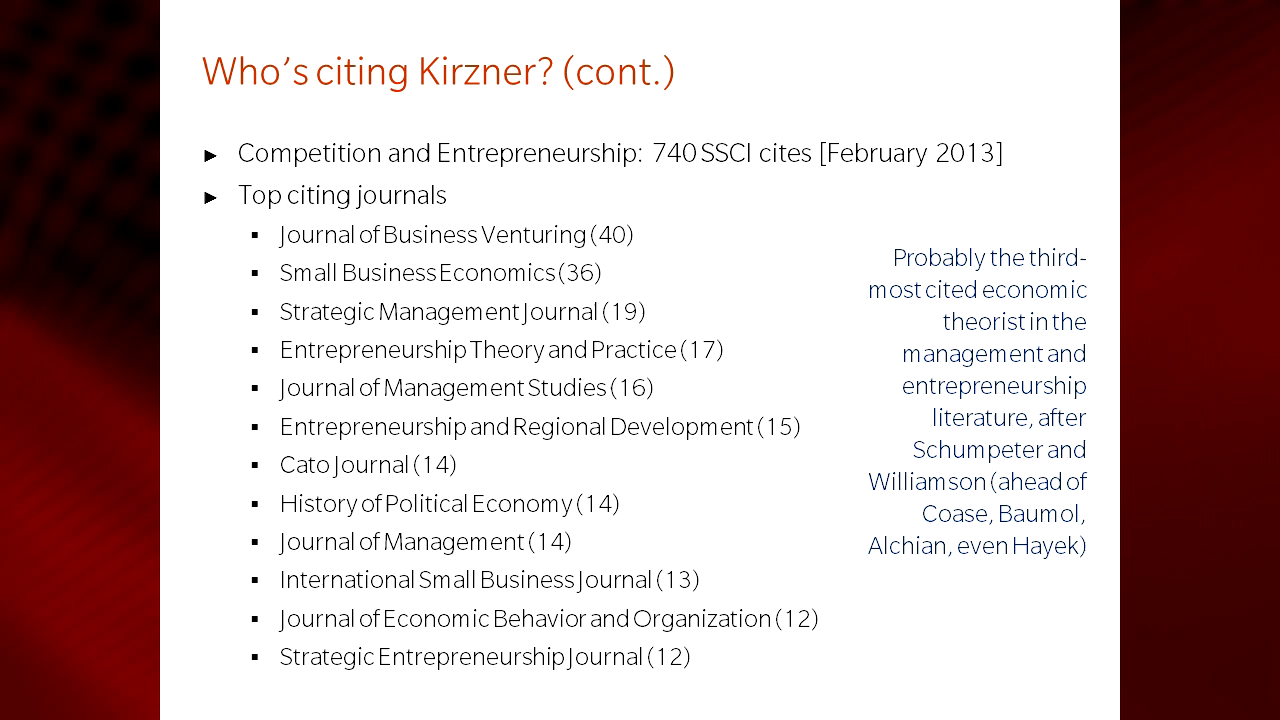 Who's citing Kirzner? (cont.)
► Competition and Entrepreneurship: 740 SSCI cites [February 2013]
► Top citing journals
▪ Journal of Business Venturing (40)
▪ Small Business Economics (36)
▪ Strategic Management Journal (19)
▪ Entrepreneurship Theory and Practice (17)
▪ Journal of Management Studies (16)
▪ Entrepreneurship and Regional Development (15)
▪ Cato Journal (14)
▪ History of Political Economy (14)
▪ Journal of Management (14)
▪ International Small Business Journal (13)
▪ Journal of Economic Behavior and Organization (12)
▪ Strategic Entrepreneurship Journal (12)
Probably the third-
most cited economic
theorist in the
management and
entrepreneurship
literature, after
Schumpeter and
Williamson (ahead of
Coase, Baumol,
Alchian, even Hayek)